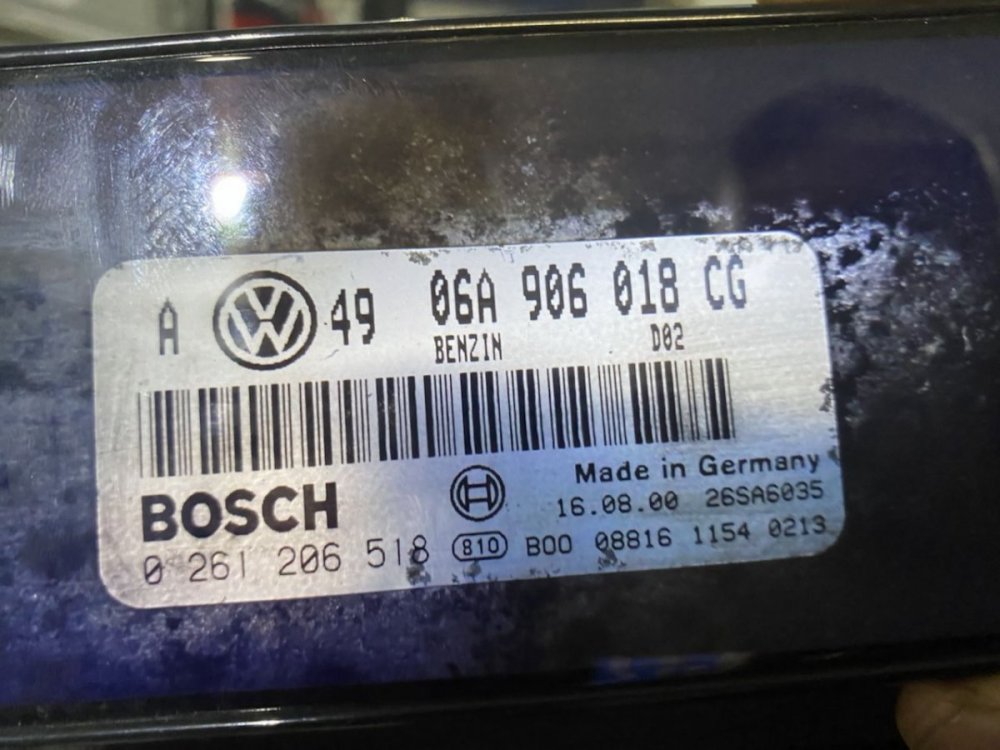 A VW 49 06A 906 018 CG
BENZIN D02
Made in Germany
BOSCH 16.08.00 26SA6035
0 261 206 518 810 B00 08816 1154 0213